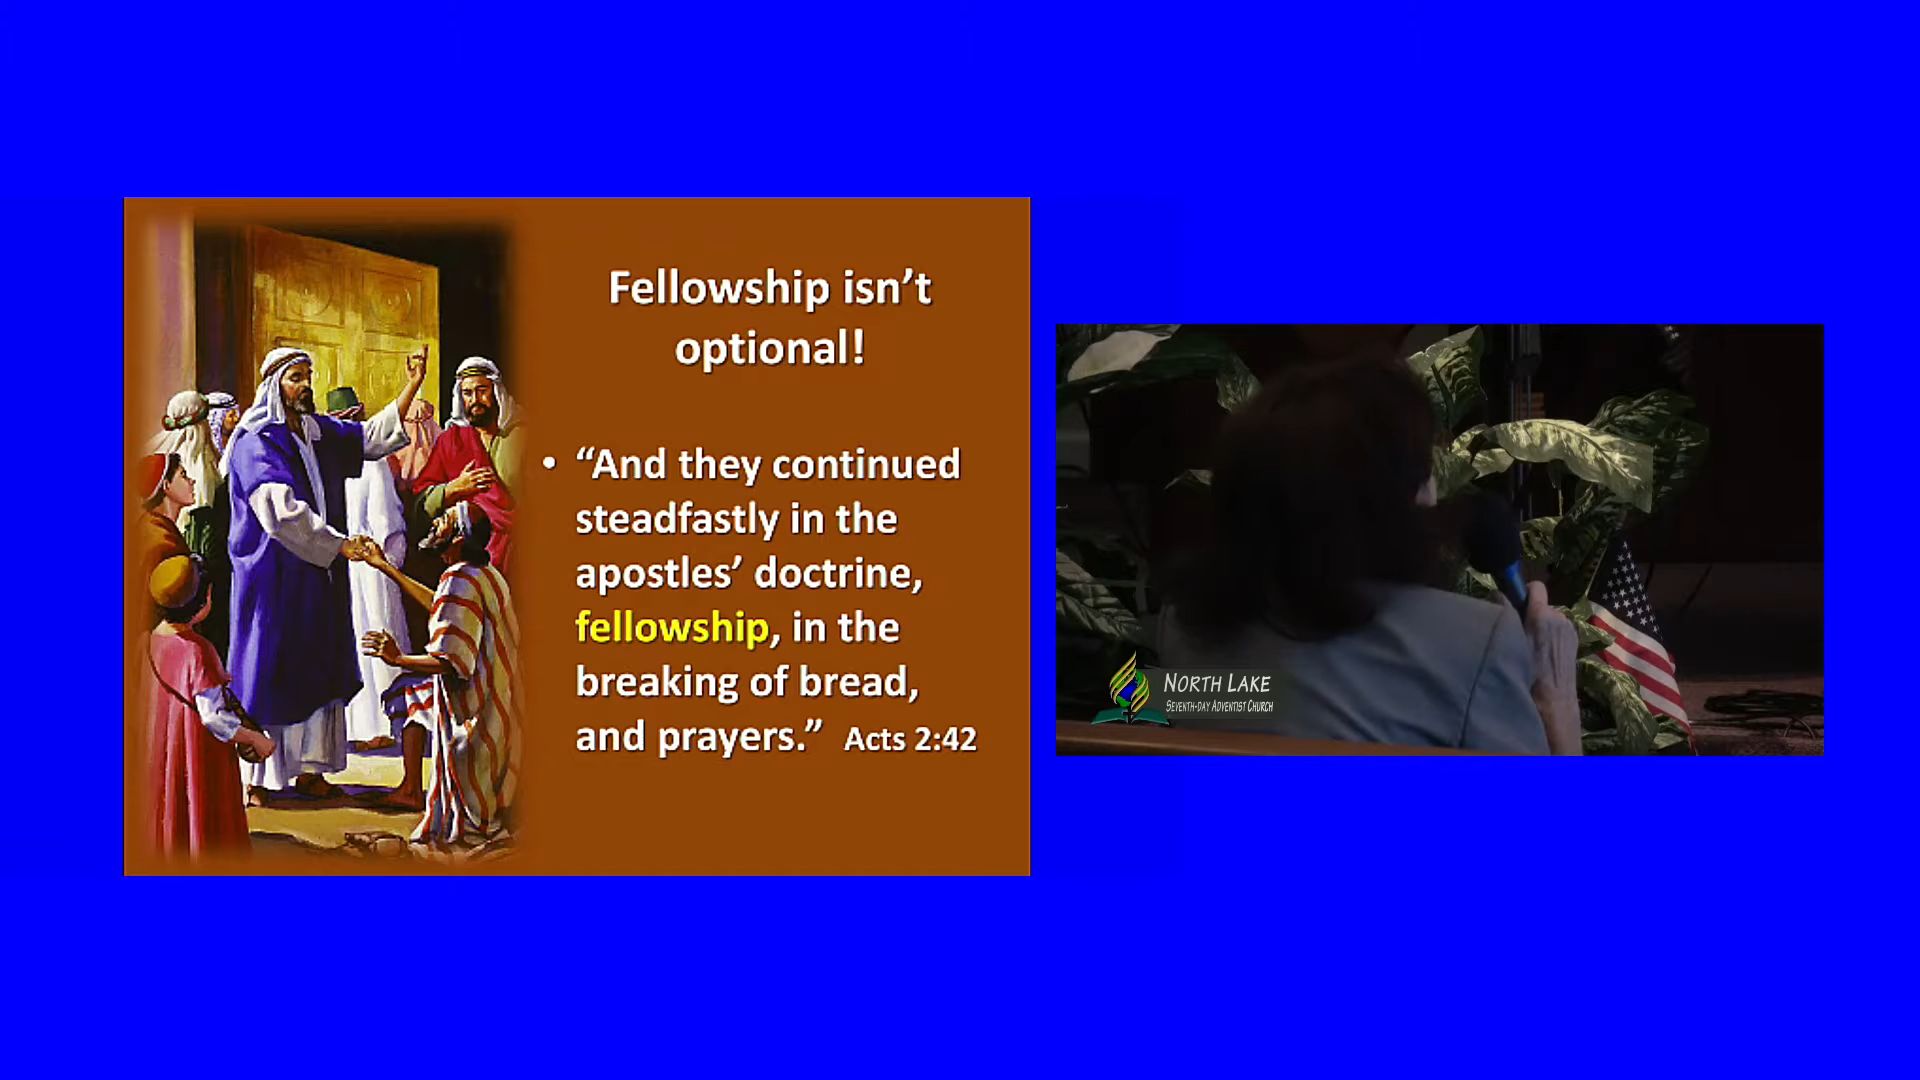 Fellowship isn’t
optional!
• “And they continued
steadfastly in the
apostles’ doctrine,
fellowship, in the
breaking of bread,
and prayers.” Acts 2:42
North Lake
Seventh-day Adventist Church